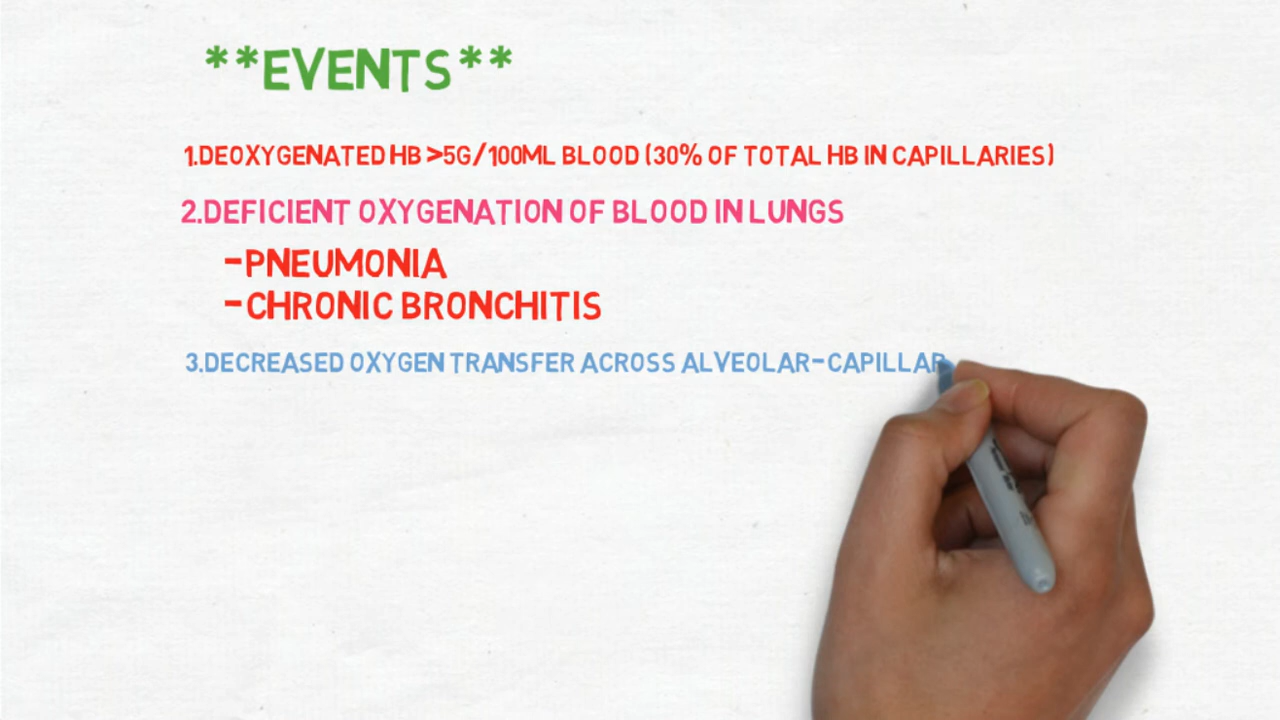 **EVENTS**
1.DEOXYGENATED HB >5G/100ML BLOOD (30% OF TOTAL HB IN CAPILLARIES)
2.DEFICIENT OXYGENATION OF BLOOD IN LUNGS
-PNEUMONIA
-CHRONIC BRONCHITIS
3.DECREASED OXYGEN TRANSFER ACROSS ALVEOLAR-CAPILLAR